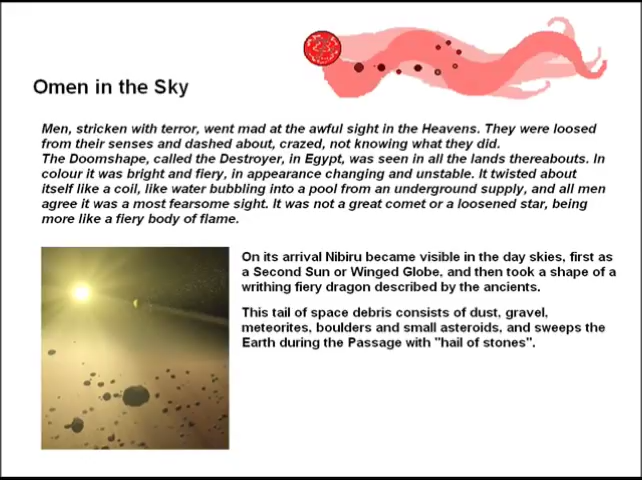 Omen in the Sky
Men, stricken with terror, went mad at the awful sight in the Heavens. They were loosed
from their senses and dashed about, crazed, not knowing what they did.
The Doomshape, called the Destroyer, in Egypt, was seen in all the lands thereabouts. In
colour it was bright and fiery, in appearance changing and unstable. It twisted about
itself like a coil, like water bubbling into a pool from an underground supply, and all men
agree it was a most fearsome sight. It was not a great comet or a loosened star, being
more like a fiery body of flame.
On its arrival Nibiru became visible in the day skies, first as
a Second Sun or Winged Globe, and then took a shape of a
writhing fiery dragon described by the ancients.
This tail of space debris consists of dust, gravel,
meteorites, boulders and small asteroids, and sweeps the
Earth during the Passage with "hail of stones".